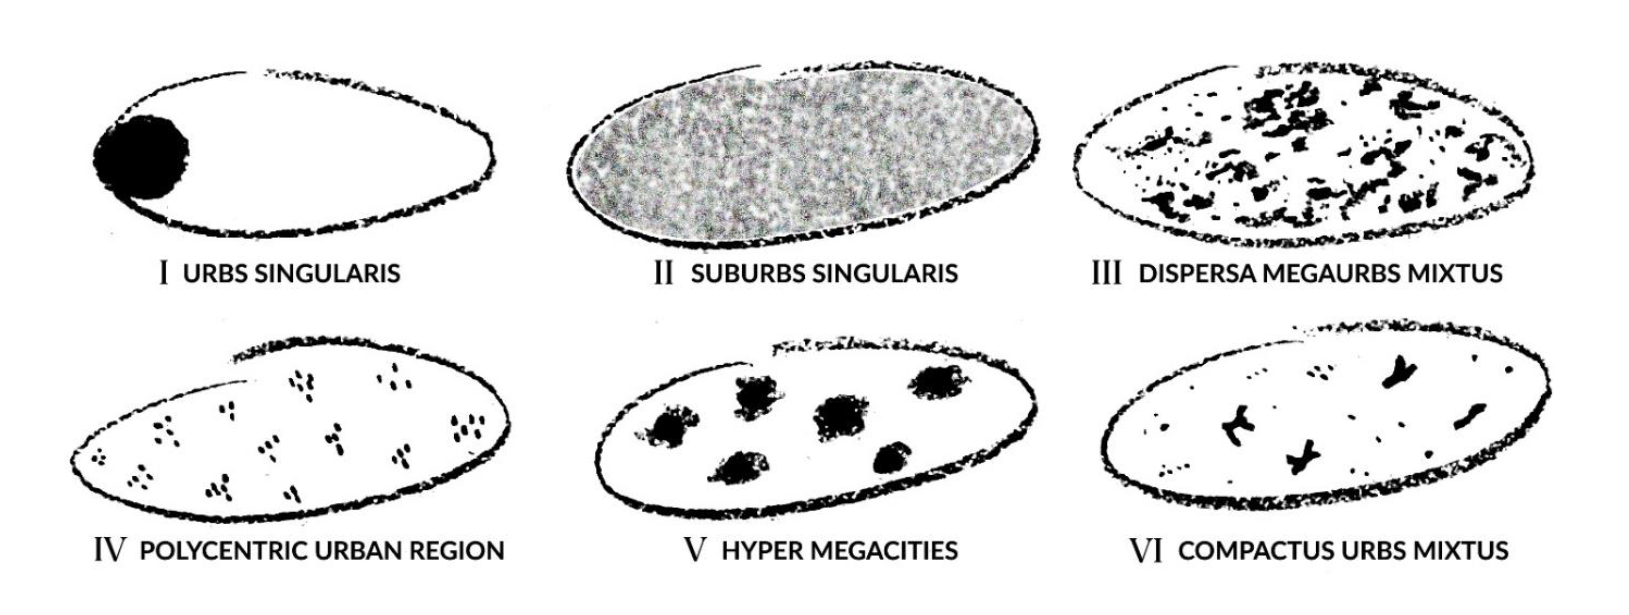 I URBS SINGULARIS
II SUBURBS SINGULARIS
III DISPERSA MEGAURBS MIXTUS
IV POLYCENTRIC URBAN REGION
V HYPER MEGACITIES
VI COMPACTUS URBS MIXTUS